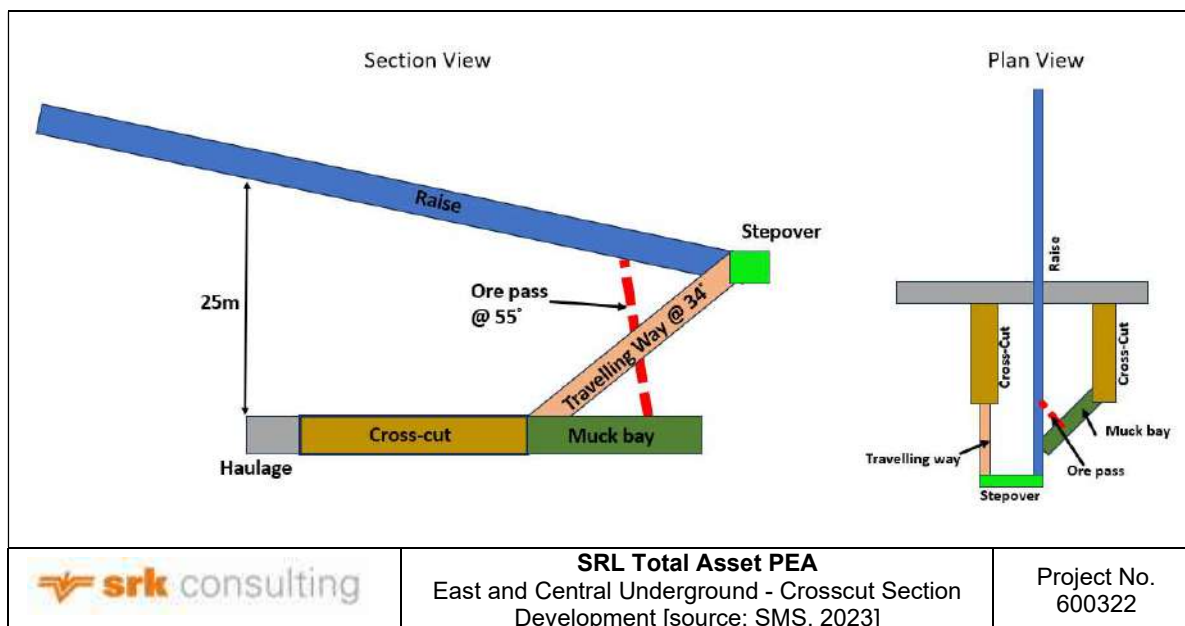 Section View
Plan View
Raise
Stepover
Ore pass
@ 55°
25m
Travelling Way @ 34°
Cross-cut
Muck bay
Haulage
Raise
Cross-Cut
Cross-Cut
Muck bay
Travelling way
Ore pass
Stepover
srk consulting
SRL Total Asset PEA
East and Central Underground - Crosscut Section
Development [source: SMS, 2023]
Project No.
600322